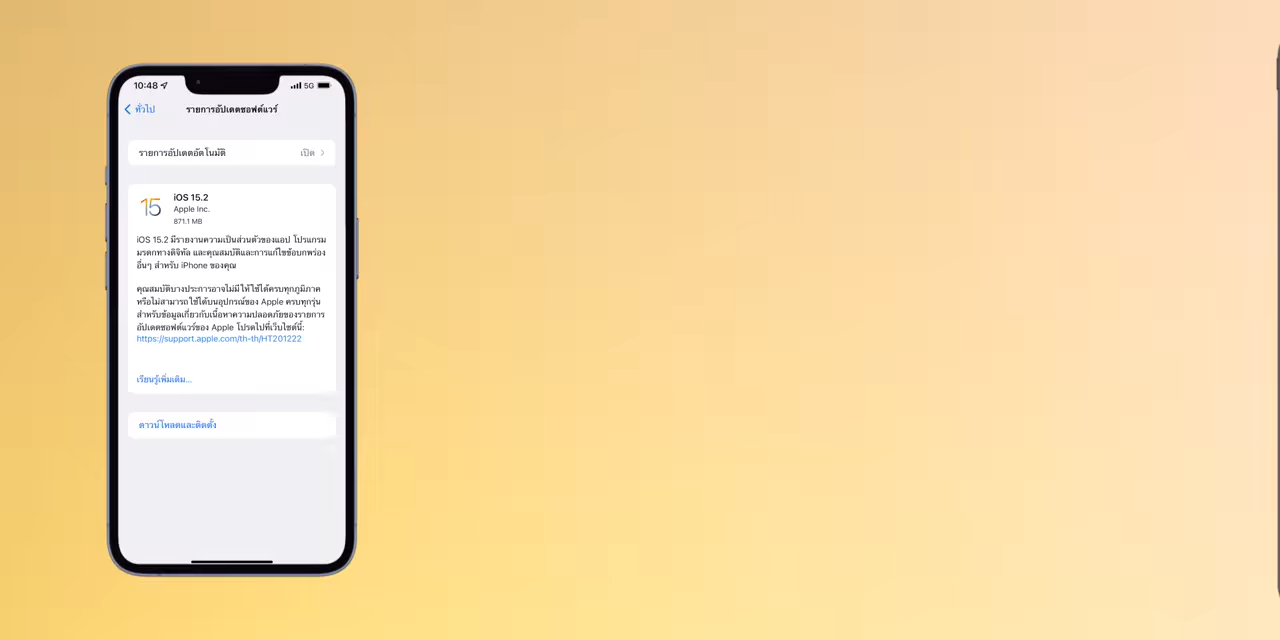 10:48
5G
ทั่วไป
รายการอัปเดตซอฟต์แวร์
รายการอัปเดตอัตโนมัติ เปิด
15
iOS 15.2
Apple Inc.
871.1 MB
iOS 15.2 มีรายงานความเป็นส่วนตัวของแอป โปรแกรม
มรดกทางดิจิทัล และคุณสมบัติและการแก้ไขข้อบกพร่อง
อื่นๆ สำหรับ iPhone ของคุณ
คุณสมบัติบางประการอาจไม่มีให้ใช้ได้ครบทุกภูมิภาค
หรือไม่สามารถใช้ได้บนอุปกรณ์ของ Apple ครบทุกรุ่น
สำหรับข้อมูลเกี่ยวกับเนื้อหาความปลอดภัยของรายการ
อัปเดตซอฟต์แวร์ของ Apple โปรดไปที่เว็บไซต์นี้:
https://support.apple.com/th-th/HT201222
เรียนรู้เพิ่มเติม...
ดาวน์โหลดและติดตั้ง